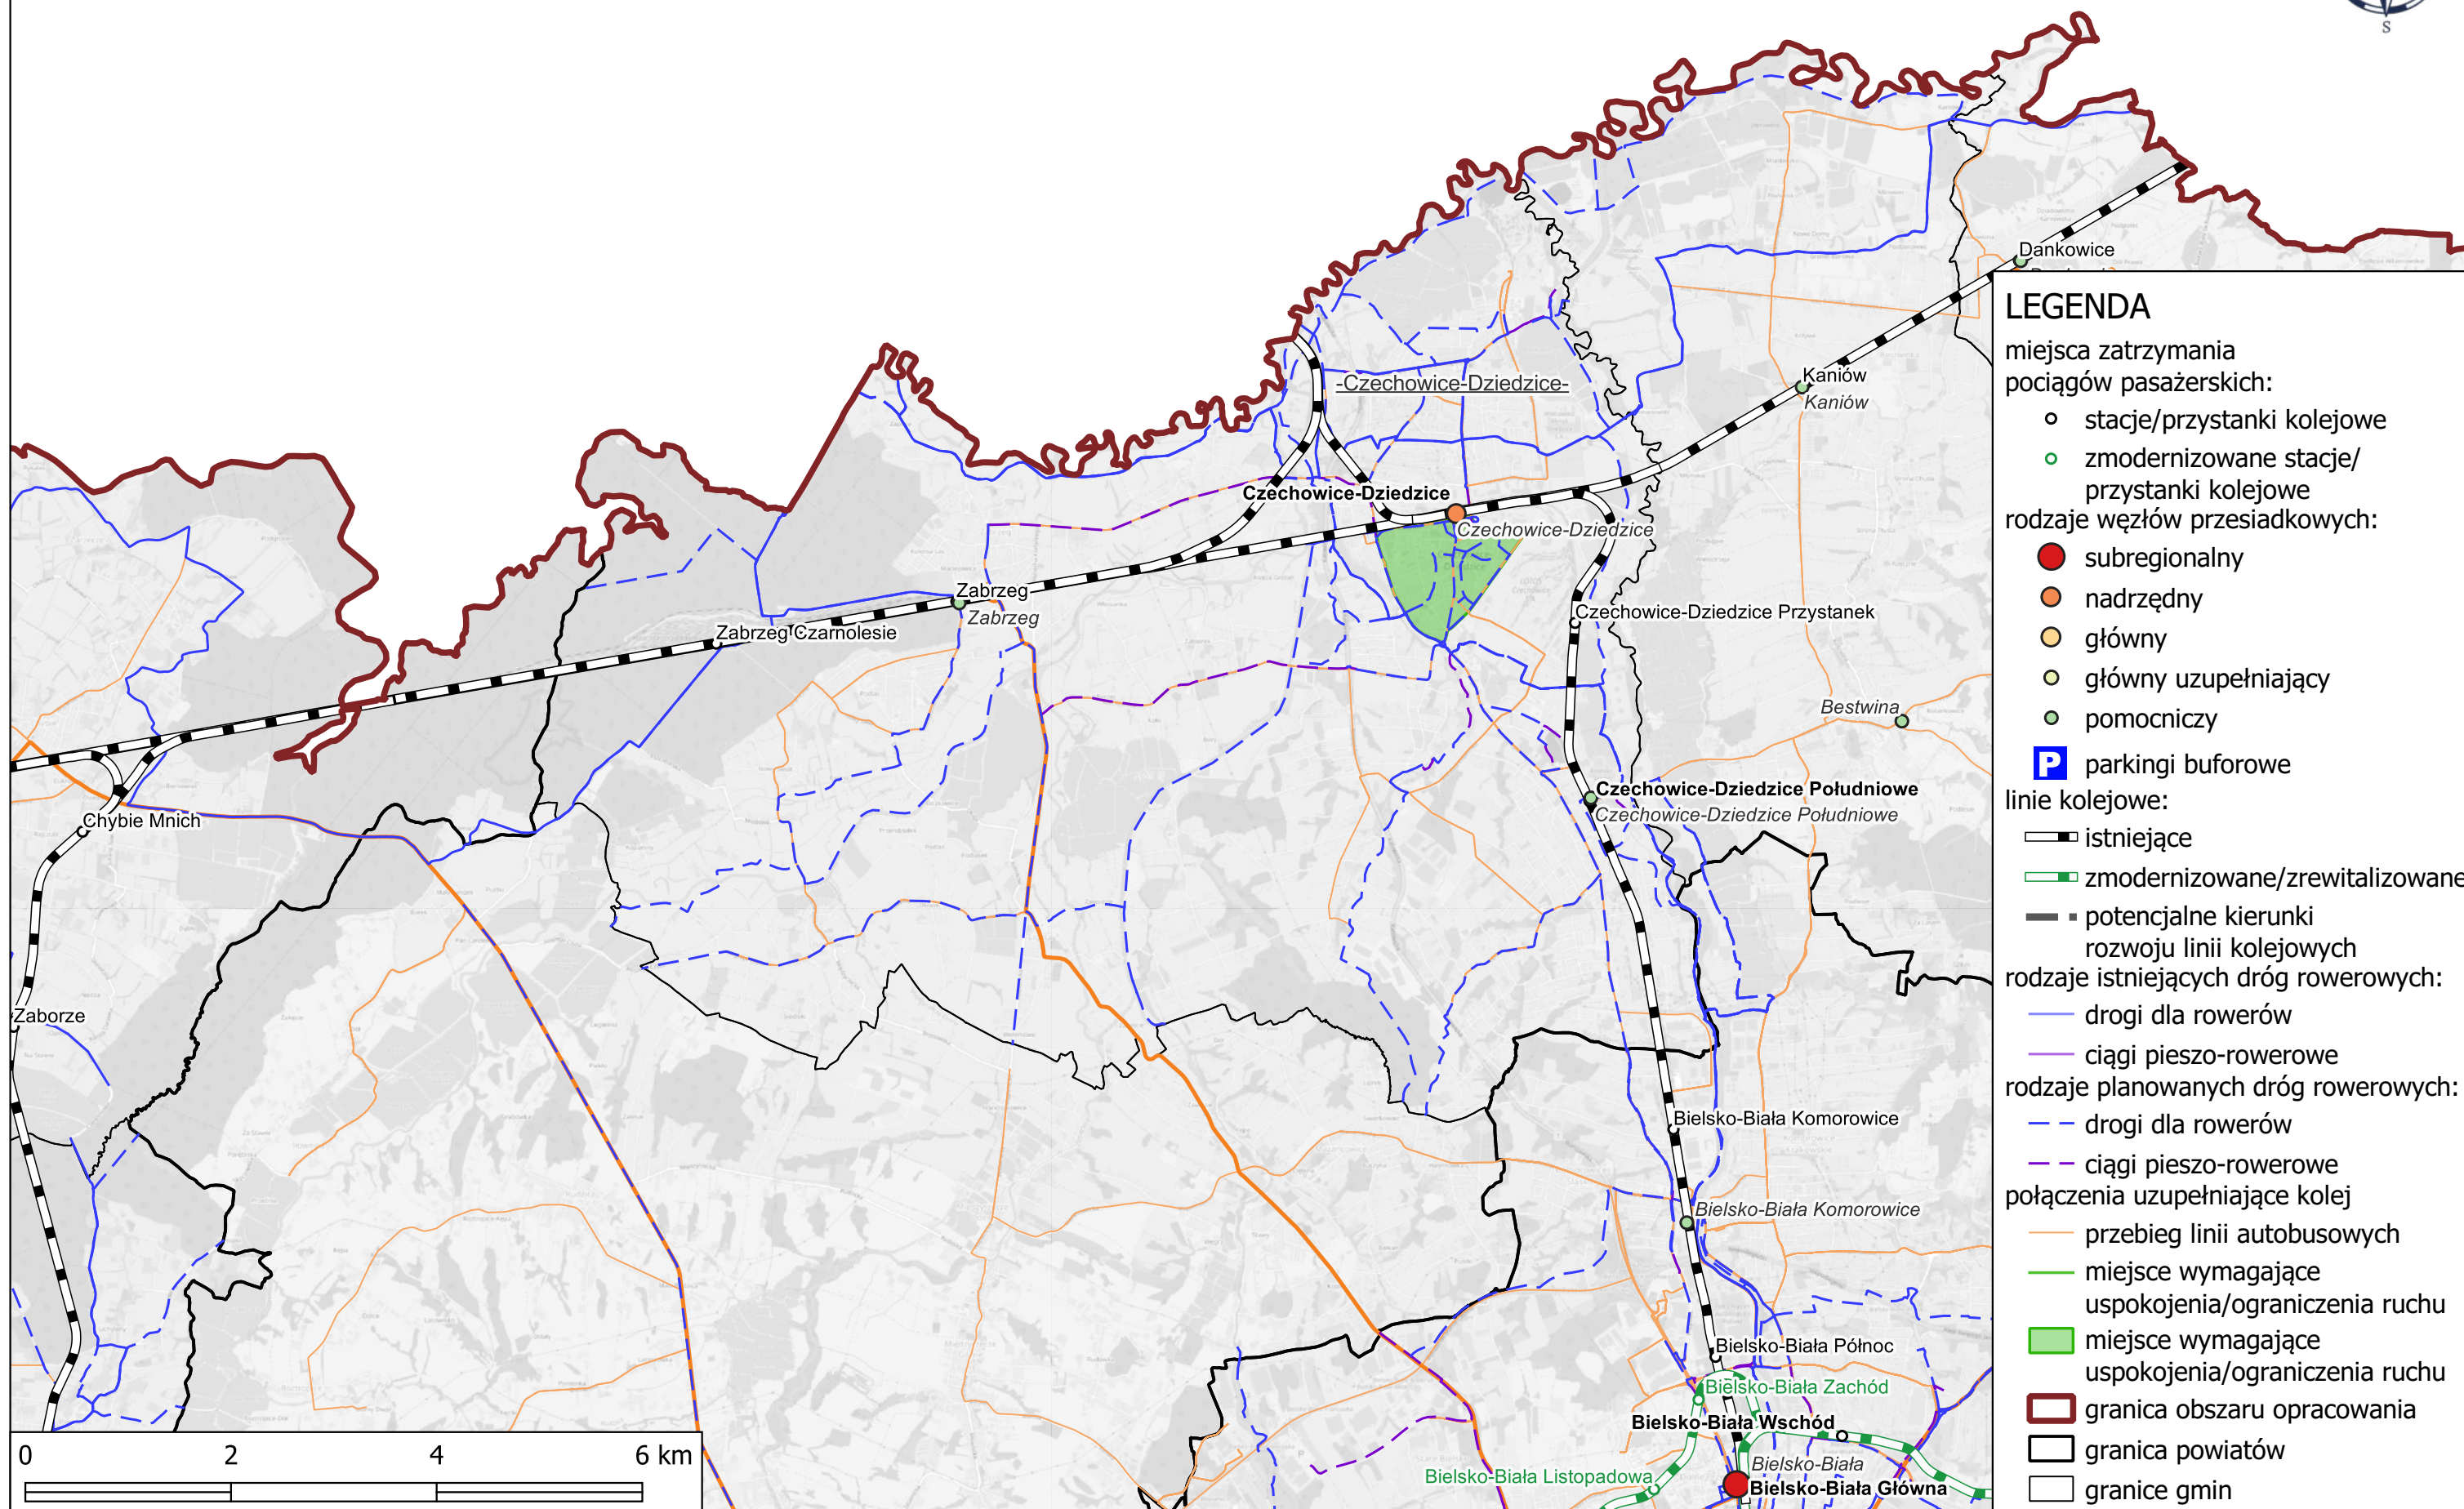 S
Dankowice
-Czechowice-Dziedzice-
Kaniów
Kaniów
Czechowice-Dziedzice
Czechowice-Dziedzice
Zabrzeg
Zabrzeg
Zabrzeg Czarnolesie
Czechowice-Dziedzice Przystanek
Bestwina
Czechowice-Dziedzice Południowe
Czechowice-Dziedzice Południowe
Chybie Mnich
Zaborze
Bielsko-Biała Komorowice
Bielsko-Biała Komorowice
Bielsko-Biała Północ
Bielsko-Biała Zachód
Bielsko-Biała Wschód
Bielsko-Biała
Bielsko-Biała Listopadowa
Bielsko-Biała Główna
0 2 4 6 km
LEGENDA
miejsca zatrzymania
pociągów pasażerskich:
stacje/przystanki kolejowe
zmodernizowane stacje/
przystanki kolejowe
rodzaje węzłów przesiadkowych:
subregionalny
nadrzędny
główny
główny uzupełniający
pomocniczy
P parkingi buforowe
linie kolejowe:
istniejące
zmodernizowane/zrewitalizowane
potencjalne kierunki
rozwoju linii kolejowych
rodzaje istniejących dróg rowerowych:
drogi dla rowerów
ciągi pieszo-rowerowe
rodzaje planowanych dróg rowerowych:
drogi dla rowerów
ciągi pieszo-rowerowe
połączenia uzupełniające kolej
przebieg linii autobusowych
miejsce wymagające
uspokojenia/ograniczenia ruchu
miejsce wymagające
uspokojenia/ograniczenia ruchu
granica obszaru opracowania
granica powiatów
granice gmin